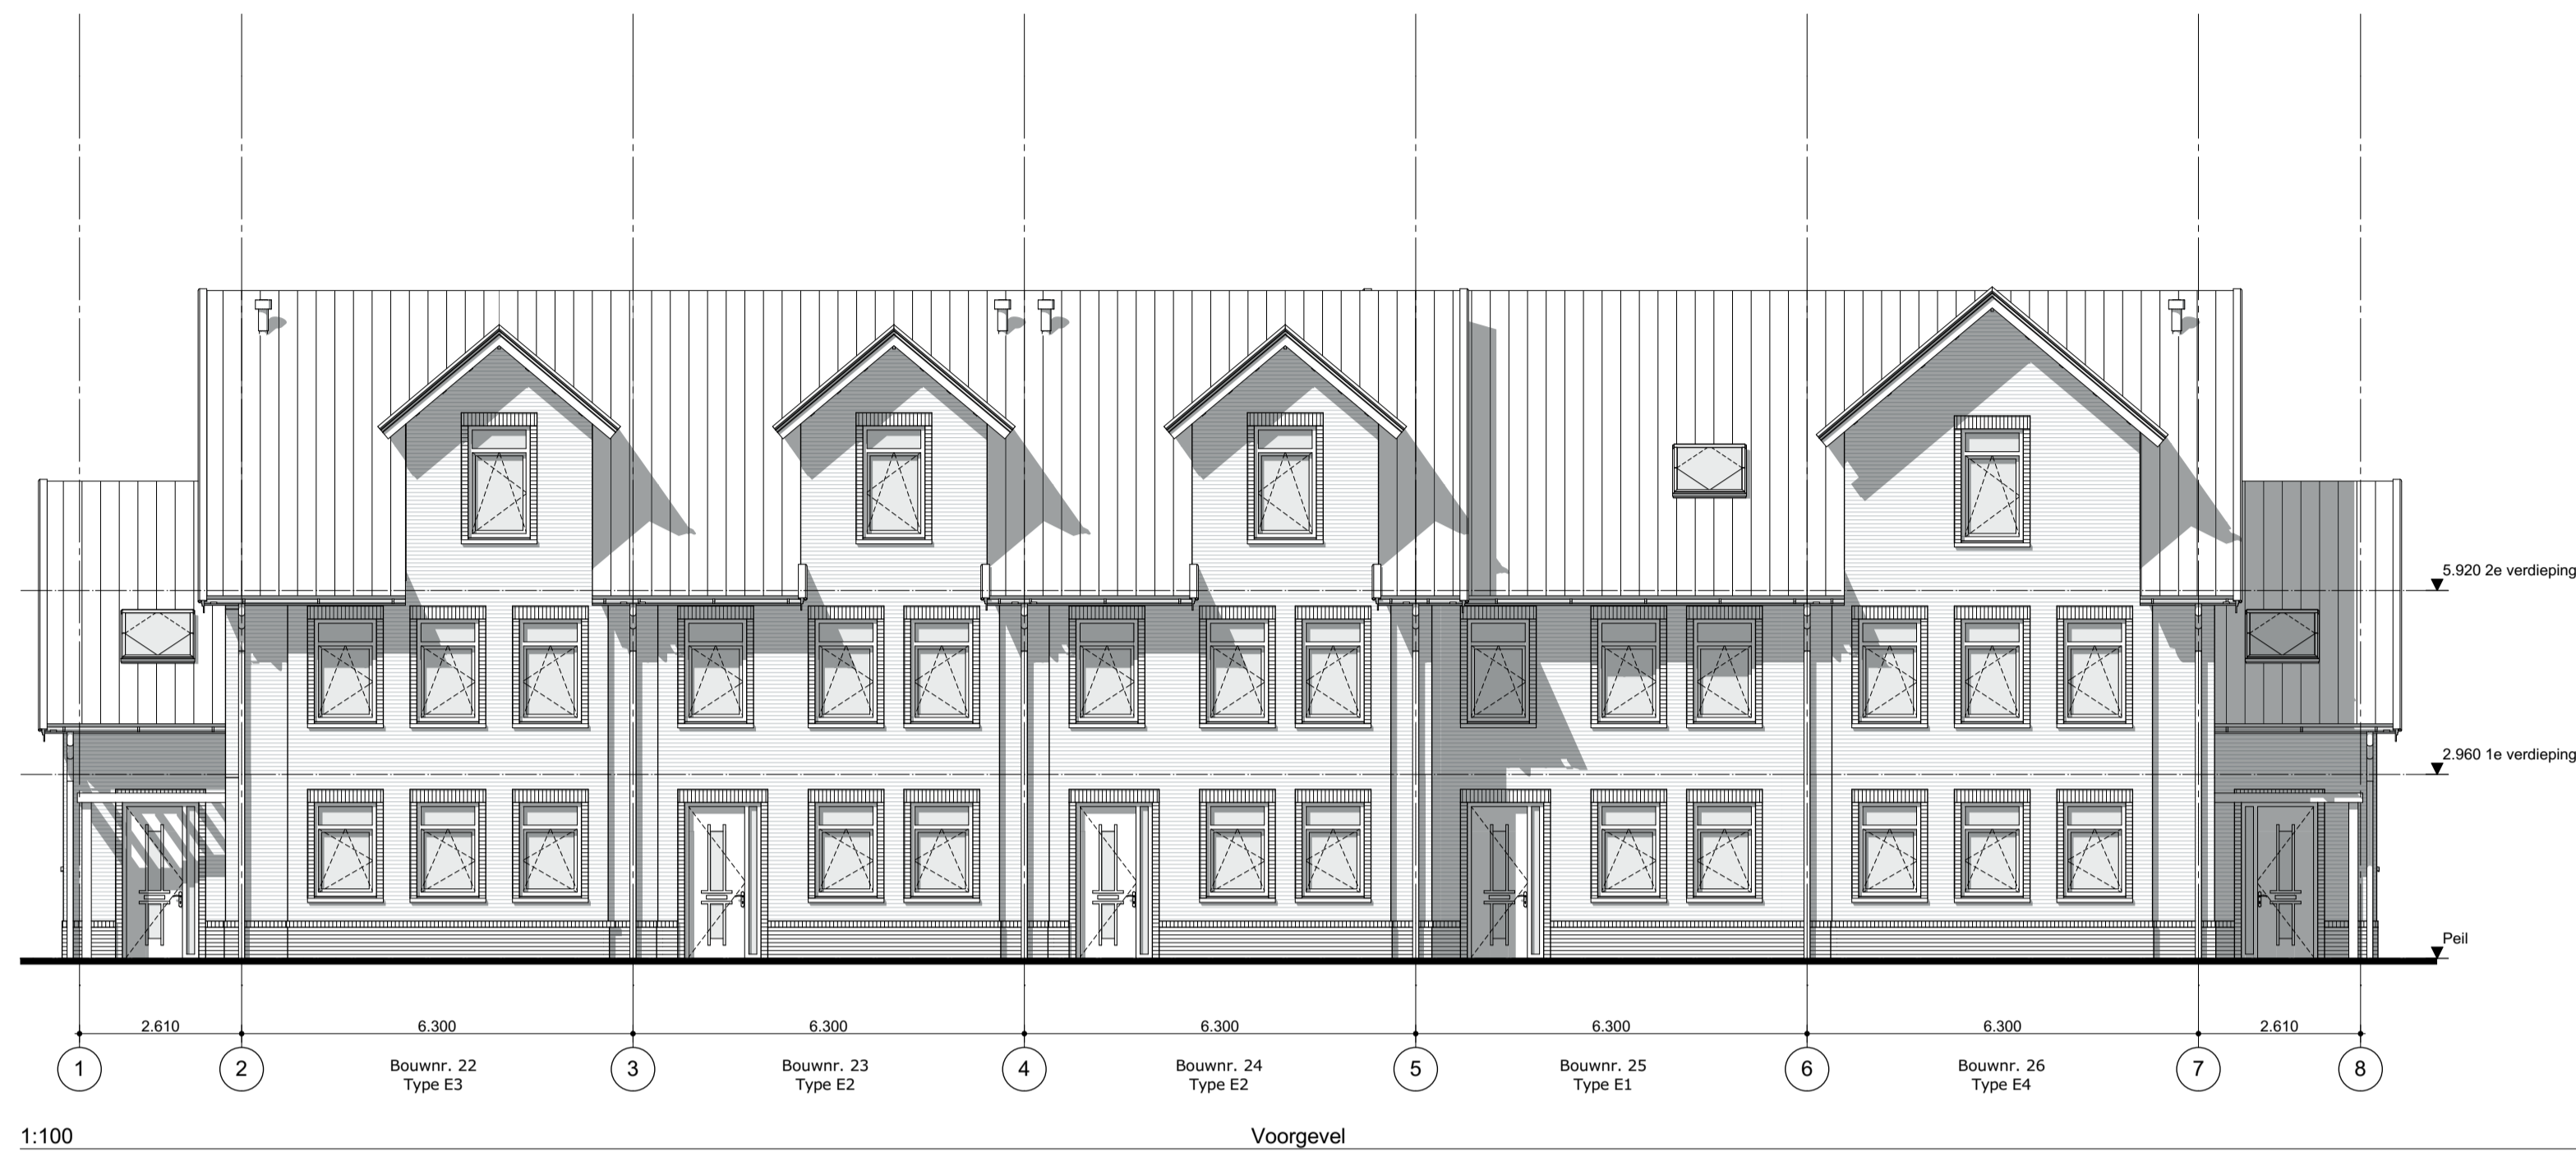 5.920 2e verdieping
2.960 1e verdieping
Peil
2.610 6.300 6.300 6.300 6.300 6.300 2.610
1 2 3 4 5 6 7 8
Bouwnr. 22
Type E3
Bouwnr. 23
Type E2
Bouwnr. 24
Type E2
Bouwnr. 25
Type E1
Bouwnr. 26
Type E4
1:100
Voorgevel